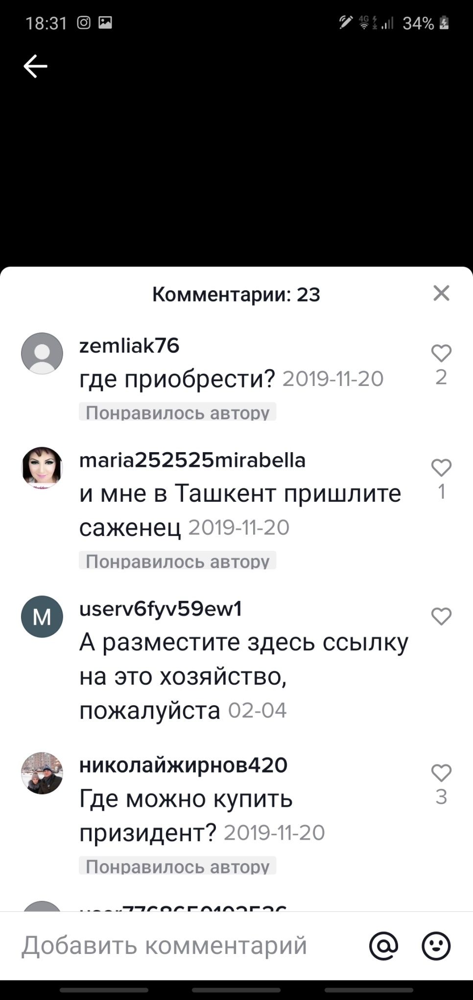 18:31
4G
34%
Комментарии: 23
zemliak76
где приобрести? 2019-11-20
2
Понравилось автору
maria252525mirabella
и мне в Ташкент пришлите
1
саженец 2019-11-20
Понравилось автору
M
userv6fyv59ew1
А разместите здесь ссылку
на это хозяйство,
пожалуйста 02-04
николайжирнов420
Где можно купить
3
призидент? 2019-11-20
Понравилось автору
Добавить комментарий